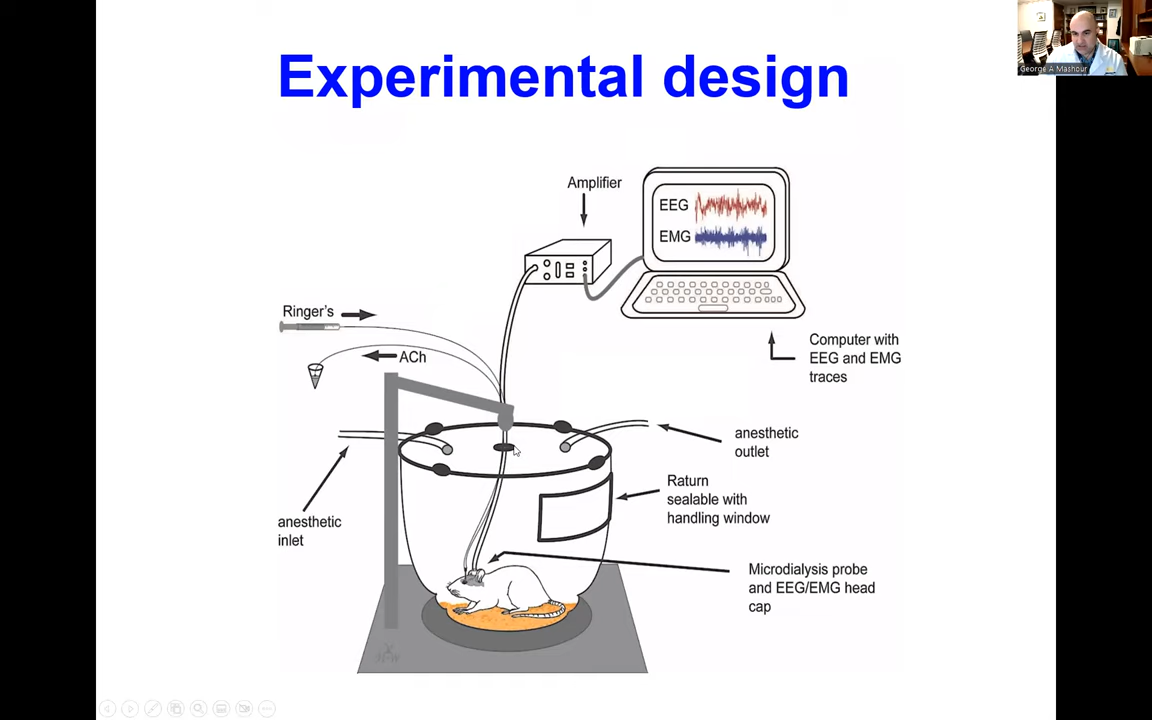 Experimental design
George A Mashour
Amplifier
EEG
EMG
Ringer's
ACh
Computer with
EEG and EMG
traces
anesthetic
outlet
Raturn
sealable with
handling window
anesthetic
inlet
Microdialysis probe
and EEG/EMG head
cap